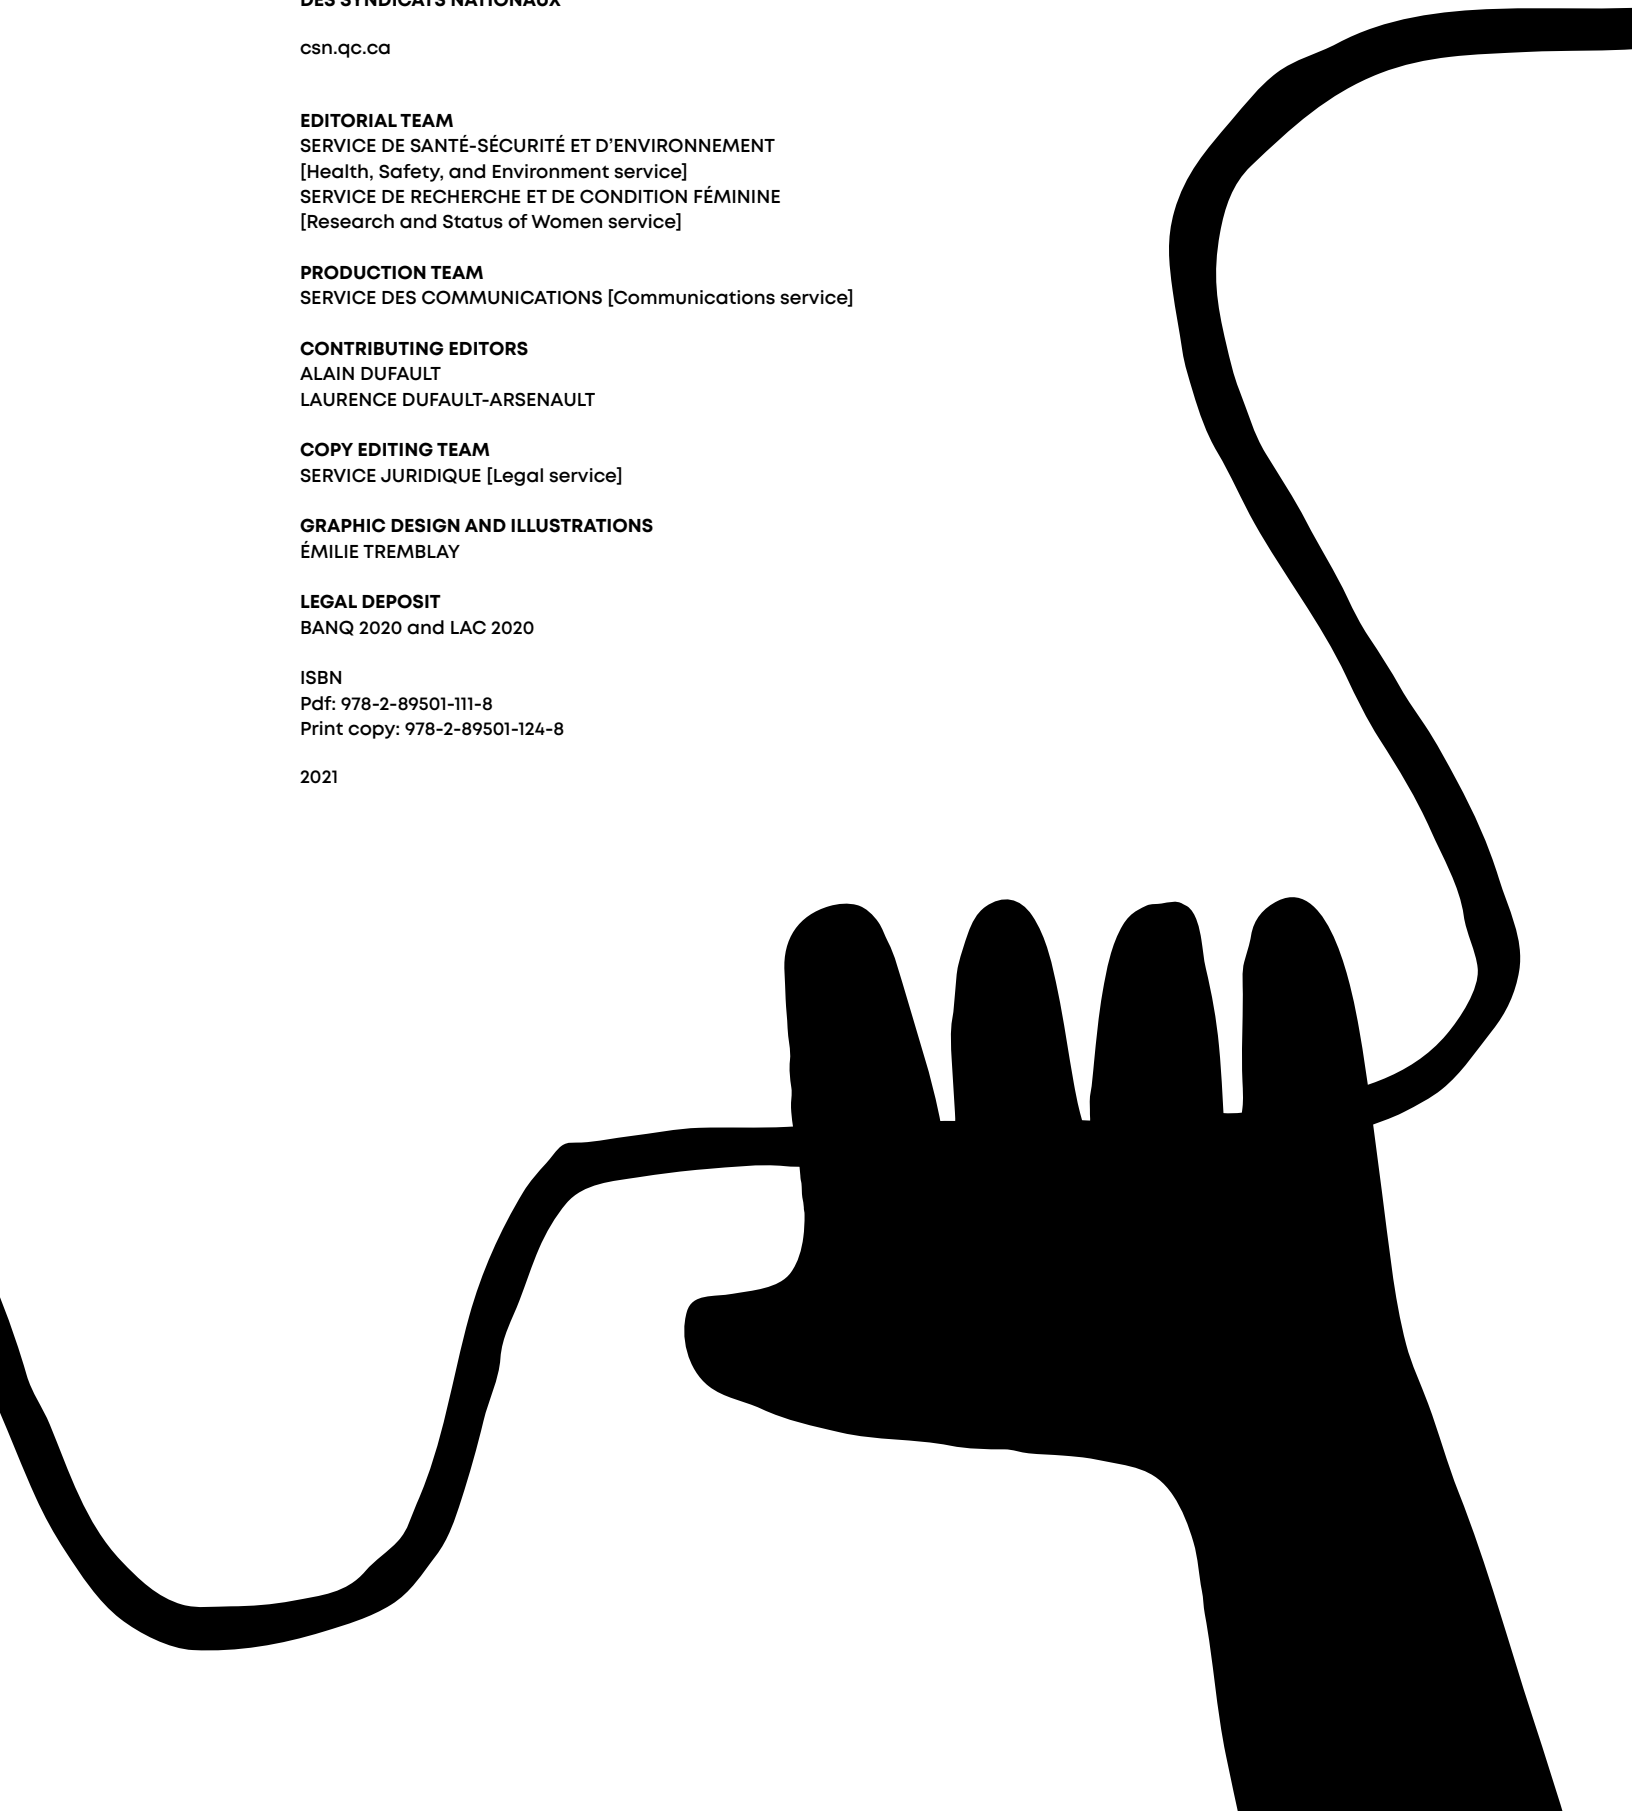 DES SYNDICATS NATIONAUX
csn.qc.ca
EDITORIAL TEAM
SERVICE DE SANTÉ-SÉCURITÉ ET D’ENVIRONNEMENT
[Health, Safety, and Environment service]
SERVICE DE RECHERCHE ET DE CONDITION FÉMININE
[Research and Status of Women service]
PRODUCTION TEAM
SERVICE DES COMMUNICATIONS [Communications service]
CONTRIBUTING EDITORS
ALAIN DUFAULT
LAURENCE DUFAULT-ARSENAULT
COPY EDITING TEAM
SERVICE JURIDIQUE [Legal service]
GRAPHIC DESIGN AND ILLUSTRATIONS
ÉMILIE TREMBLAY
LEGAL DEPOSIT
BANQ 2020 and LAC 2020
ISBN
Pdf: 978-2-89501-111-8
Print copy: 978-2-89501-124-8
2021